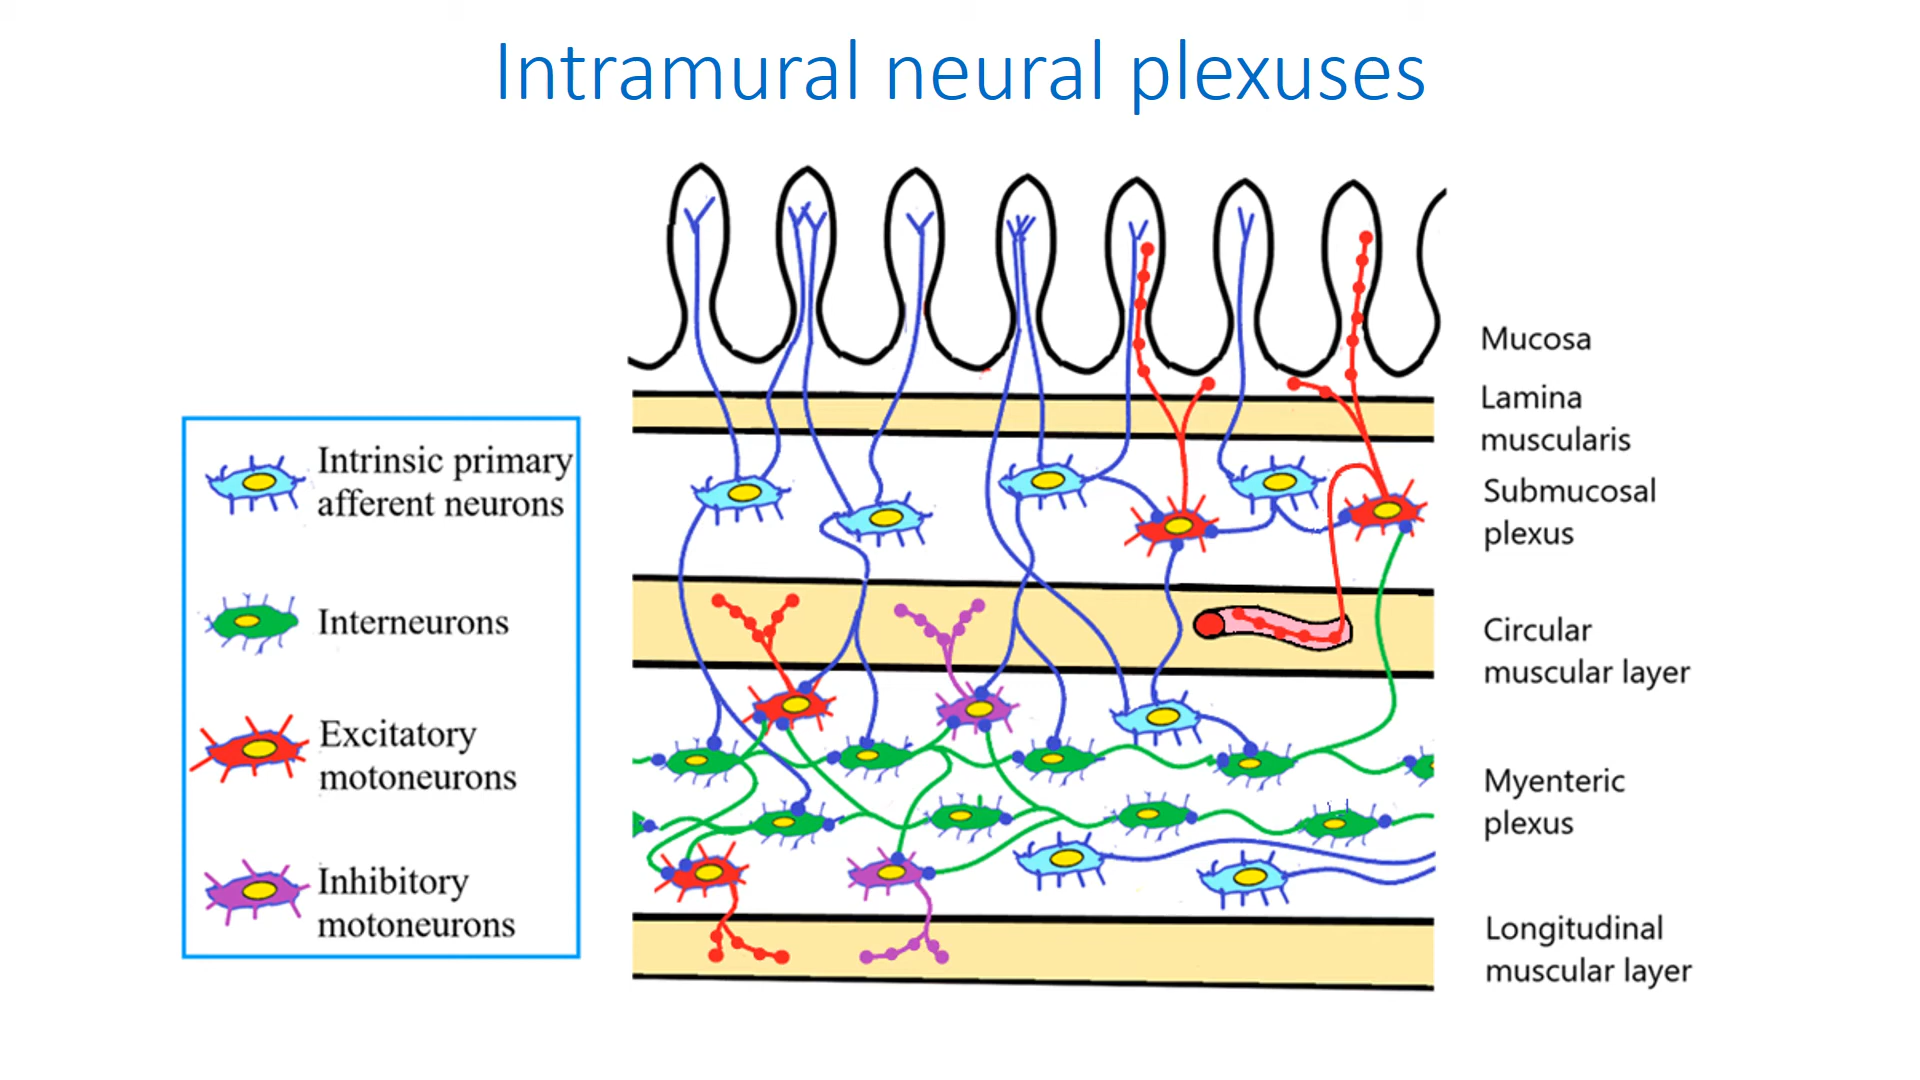 Intramural neural plexuses
Intrinsic primary
afferent neurons
Interneurons
Excitatory
motoneurons
Inhibitory
motoneurons
Mucosa
Lamina
muscularis
Submucosal
plexus
Circular
muscular layer
Myenteric
plexus
Longitudinal
muscular layer